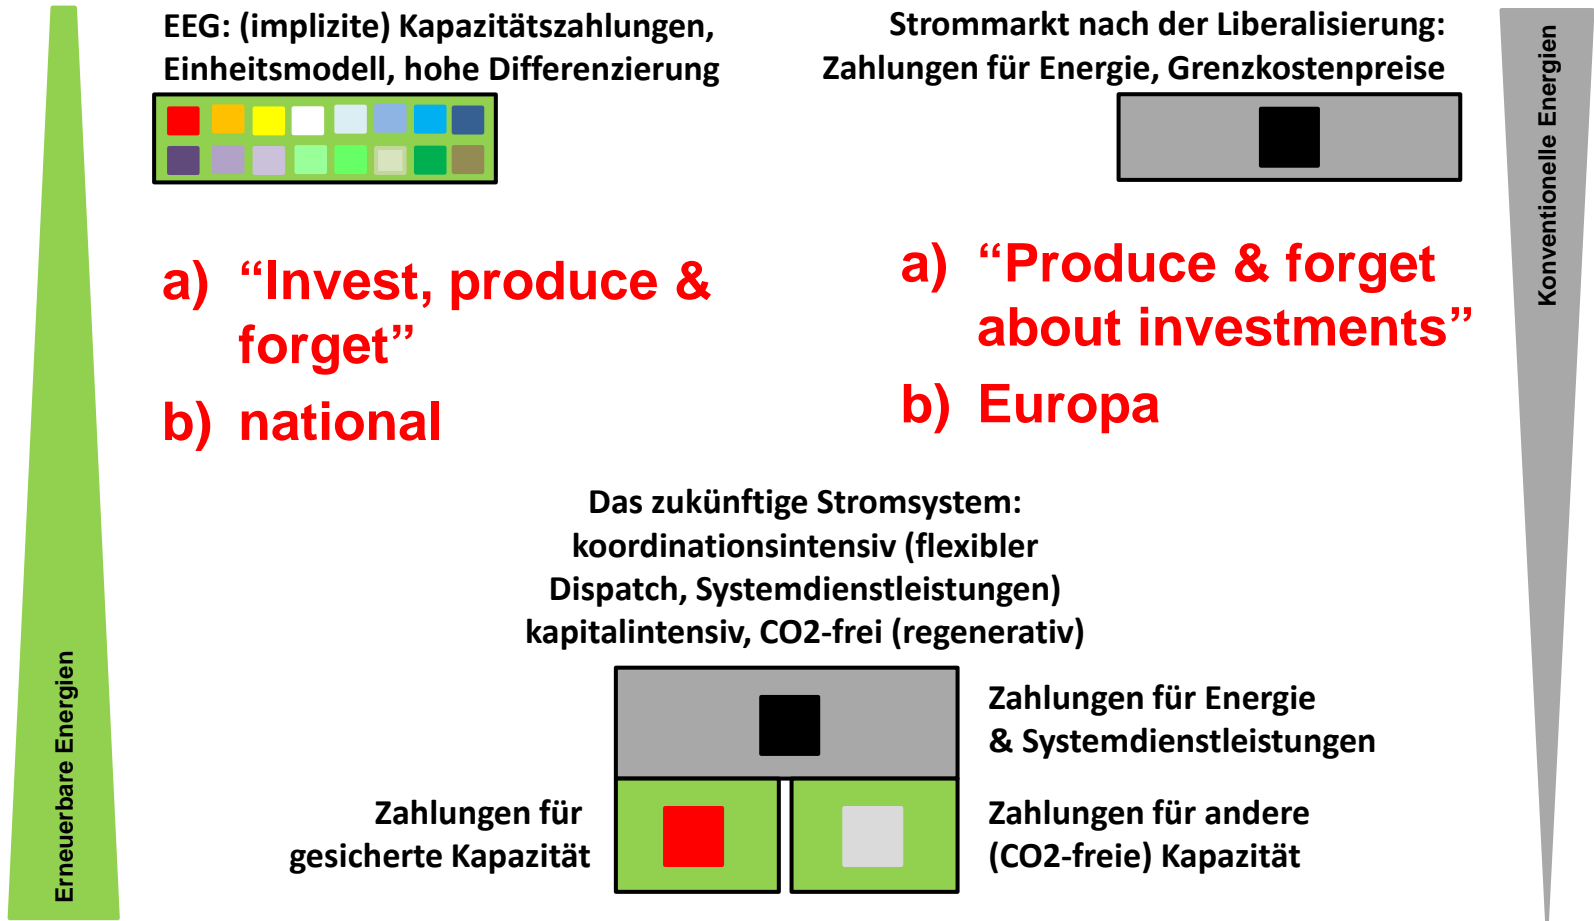 EEG: (implizite) Kapazitätszahlungen,
Einheitsmodell, hohe Differenzierung
Strommarkt nach der Liberalisierung:
Zahlungen für Energie, Grenzkostenpreise
Konventionelle Energien
a) “Invest, produce &
forget”
b) national
a) “Produce & forget
about investments”
b) Europa
Das zukünftige Stromsystem:
koordinationsintensiv (flexibler
Dispatch, Systemdienstleistungen)
kapitalintensiv, CO2-frei (regenerativ)
Erneuerbare Energien
Zahlungen für Energie
& Systemdienstleistungen
Zahlungen für
gesicherte Kapazität
Zahlungen für andere
(CO2-freie) Kapazität